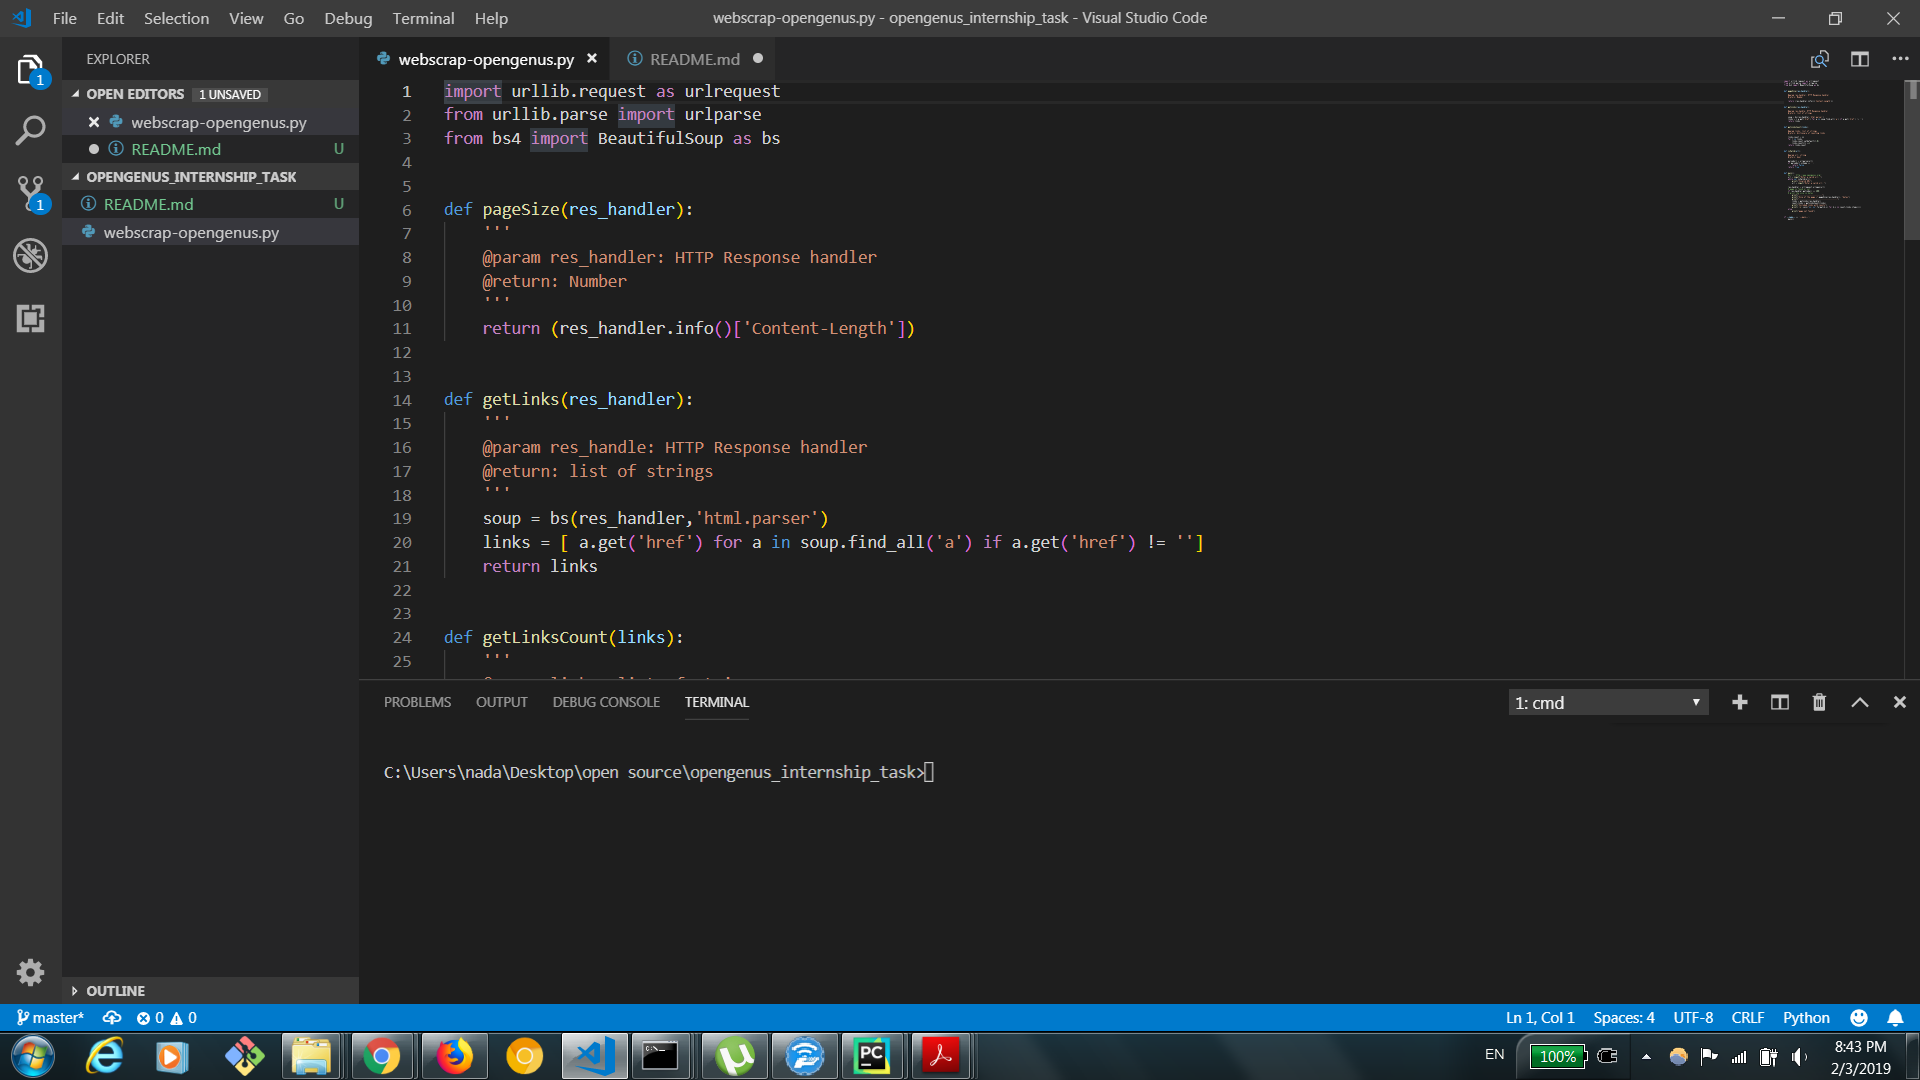 File Edit Selection View Go Debug Terminal Help
webscrap-opengenus.py - opengenus_internship_task - Visual Studio Code
EXPLORER
OPEN EDITORS 1 UNSAVED
webscrap-opengenus.py
README.md U
OPENGENUS_INTERNSHIP_TASK
README.md U
webscrap-opengenus.py
OUTLINE
1
1
webscrap-opengenus.py
README.md
1 import urllib.request as urlrequest
2 from urllib.parse import urlparse
3 from bs4 import BeautifulSoup as bs
4
5
6 def pageSize(res_handler):
7 '''
8 @param res_handler: HTTP Response handler
9 @return: Number
10 '''
11 return (res_handler.info()['Content-Length'])
12
13
14 def getLinks(res_handler):
15 '''
16 @param res_handle: HTTP Response handler
17 @return: list of strings
18 '''
19 soup = bs(res_handler,'html.parser')
20 links = [ a.get('href') for a in soup.find_all('a') if a.get('href') != '']
21 return links
22
23
24 def getLinksCount(links):
25 '''
PROBLEMS OUTPUT DEBUG CONSOLE TERMINAL
1: cmd
C:\Users\nada\Desktop\open source\opengenus_internship_task>
master* 0 0
Ln 1, Col 1 Spaces: 4 UTF-8 CRLF Python
PC
EN
100%
8:43 PM
2/3/2019